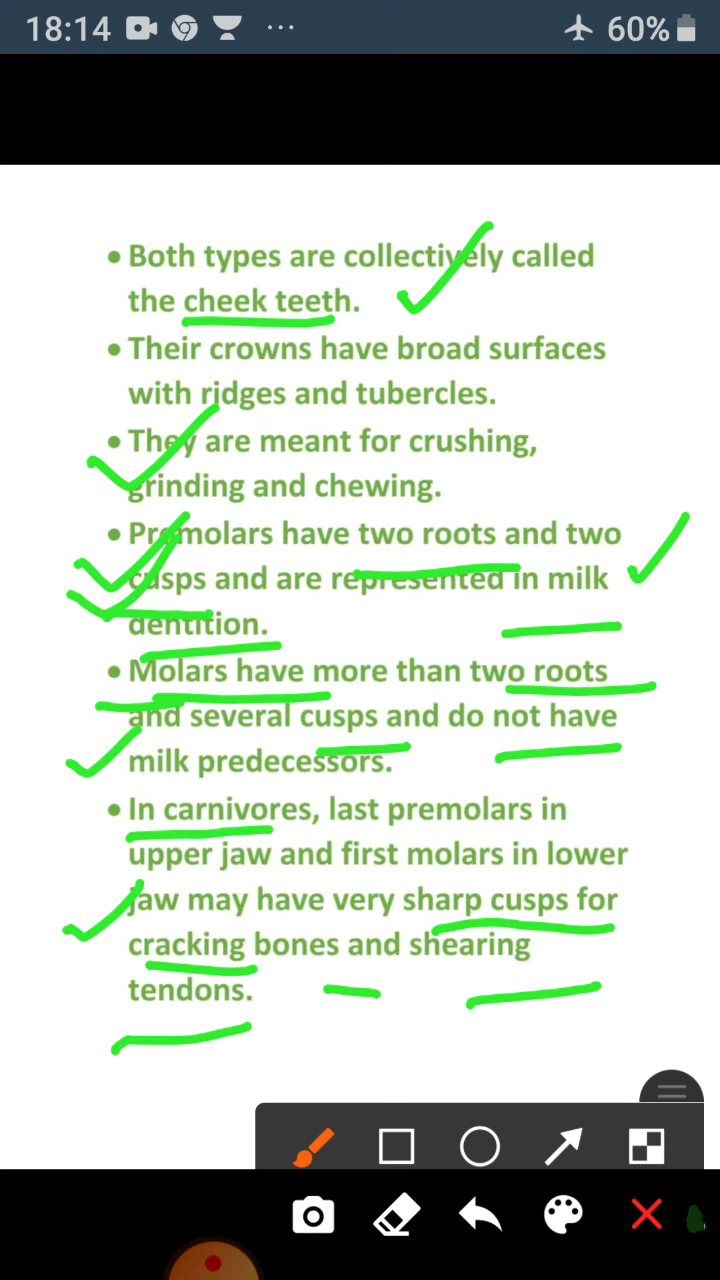 18:14 ... 60%
• Both types are collectively called
the cheek teeth.
• Their crowns have broad surfaces
with ridges and tubercles.
• They are meant for crushing,
grinding and chewing.
• Premolars have two roots and two
cusps and are represented in milk
dentition.
• Molars have more than two roots
and several cusps and do not have
milk predecessors.
• In carnivores, last premolars in
upper jaw and first molars in lower
jaw may have very sharp cusps for
cracking bones and shearing
tendons.